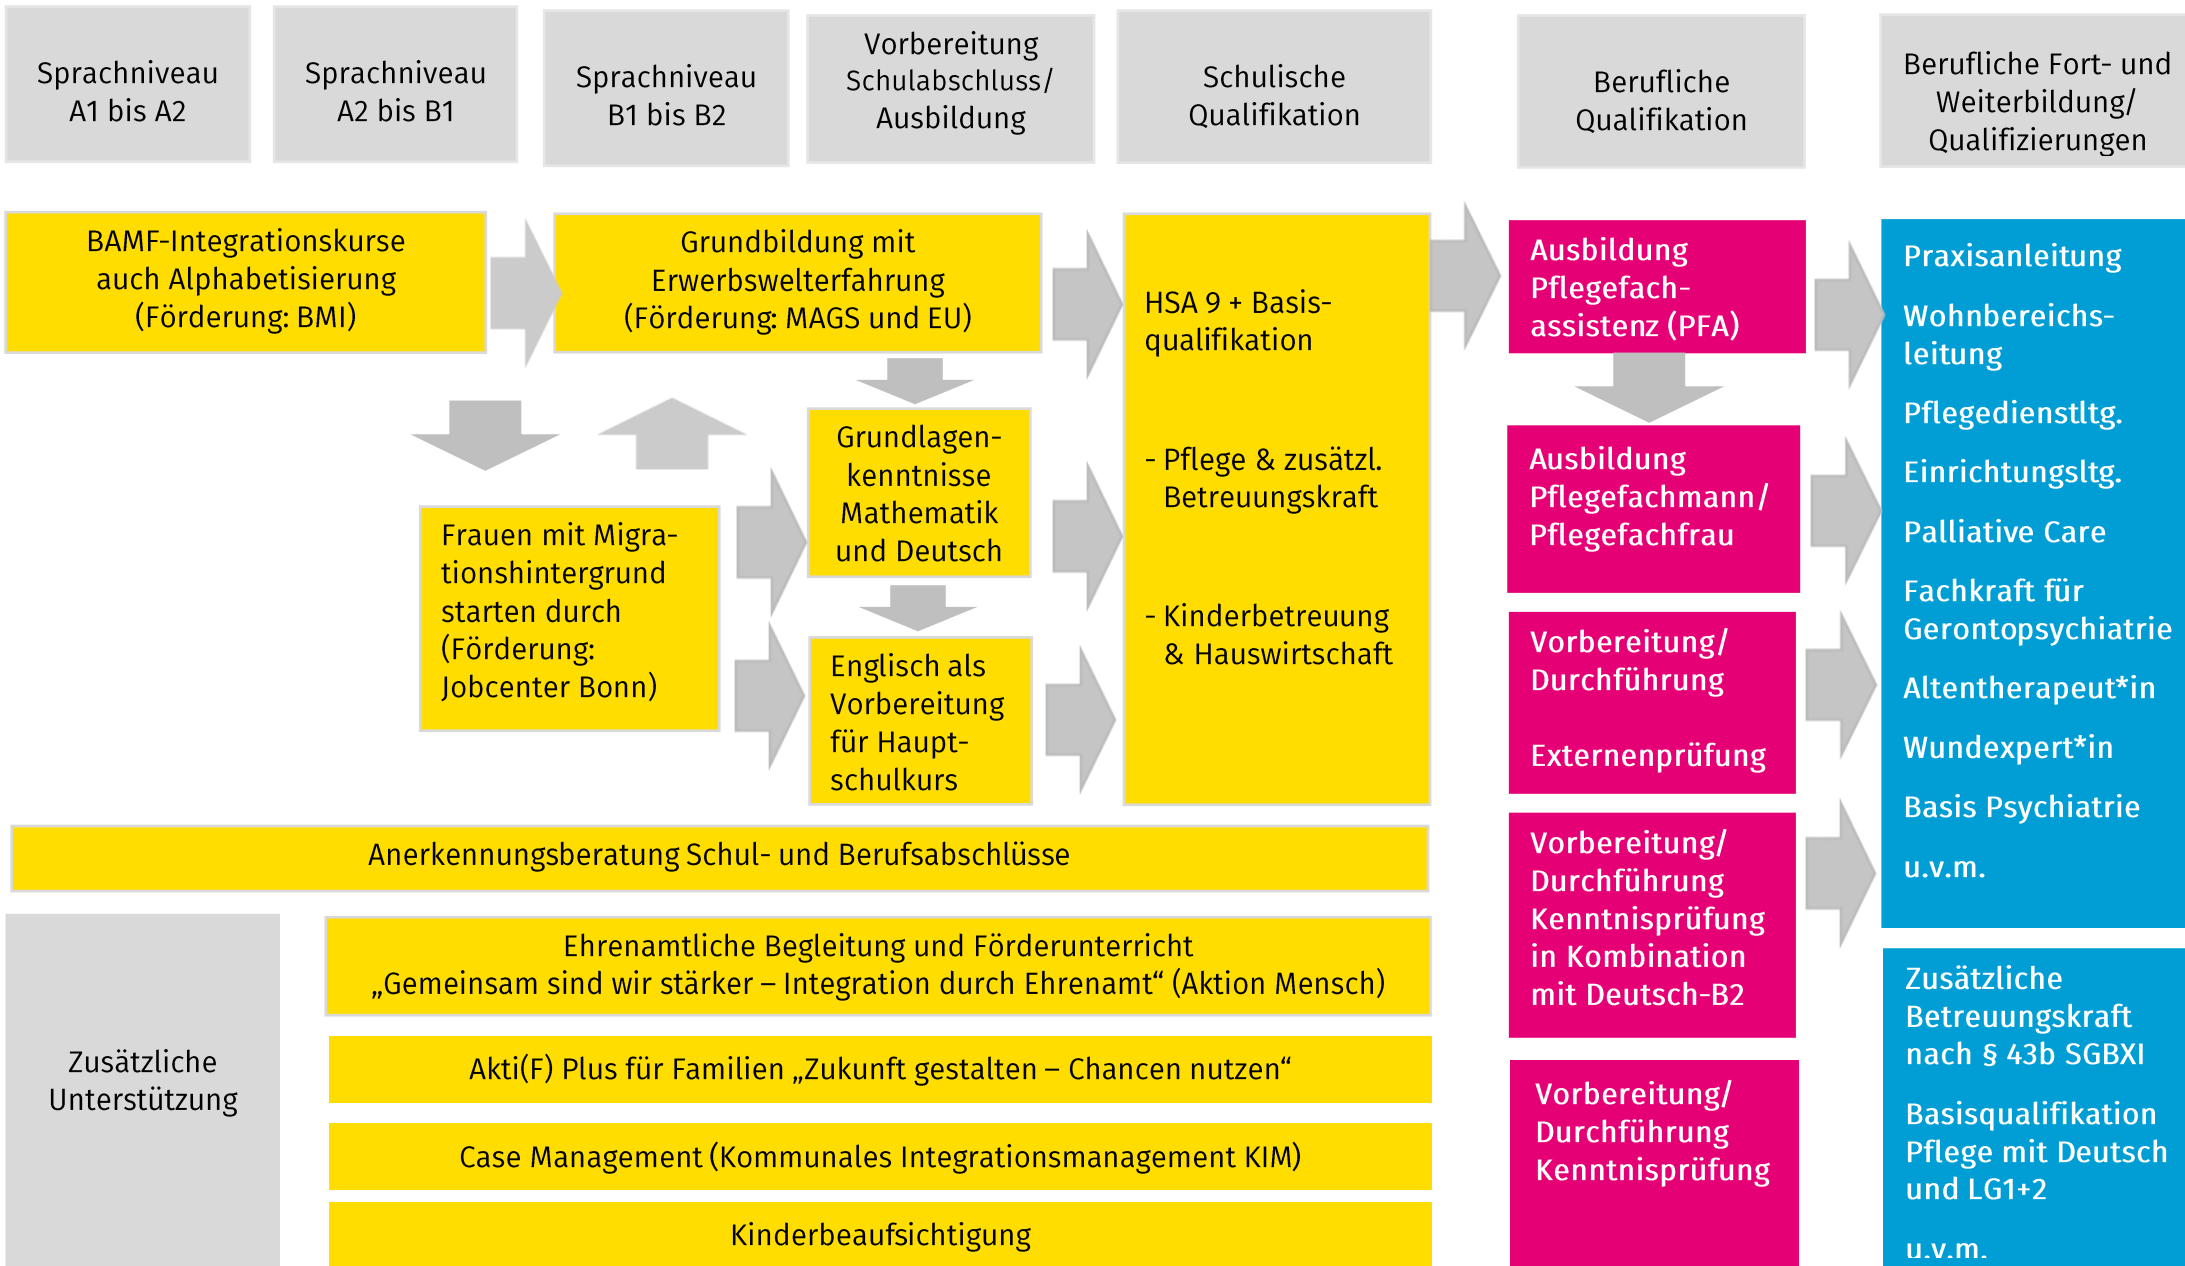 Sprachniveau
A1 bis A2
Sprachniveau
A2 bis B1
Sprachniveau
B1 bis B2
Vorbereitung
Schulabschluss/
Ausbildung
Schulische
Qualifikation
Berufliche
Qualifikation
Berufliche Fort- und
Weiterbildung/
Qualifizierungen
BAMF-Integrationskurse
auch Alphabetisierung
(Förderung: BMI)
Grundbildung mit
Erwerbswelterfahrung
(Förderung: MAGS und EU)
Frauen mit Migra-
tionshintergrund
starten durch
(Förderung:
Jobcenter Bonn)
Grundlagen-
kenntnisse
Mathematik
und Deutsch
Englisch als
Vorbereitung
für Haupt-
schulkurs
HSA 9 + Basis-
qualifikation
- Pflege & zusätzl.
Betreuungskraft
- Kinderbetreuung
& Hauswirtschaft
Anerkennungsberatung Schul- und Berufsabschlüsse
Zusätzliche
Unterstützung
Ehrenamtliche Begleitung und Förderunterricht
„Gemeinsam sind wir stärker – Integration durch Ehrenamt“ (Aktion Mensch)
Akti(F) Plus für Familien „Zukunft gestalten – Chancen nutzen“
Case Management (Kommunales Integrationsmanagement KIM)
Kinderbeaufsichtigung
Ausbildung
Pflegefach-
assistenz (PFA)
Ausbildung
Pflegefachmann/
Pflegefachfrau
Vorbereitung/
Durchführung
Externenprüfung
Vorbereitung/
Durchführung
Kenntnisprüfung
in Kombination
mit Deutsch-B2
Vorbereitung/
Durchführung
Kenntnisprüfung
Praxisanleitung
Wohnbereichs-
leitung
Pflegedienstltg.
Einrichtungsltg.
Palliative Care
Fachkraft für
Gerontopsychiatrie
Altentherapeut*in
Wundexpert*in
Basis Psychiatrie
u.v.m.
Zusätzliche
Betreuungskraft
nach § 43b SGBXI
Basisqualifikation
Pflege mit Deutsch
und LG1+2
u.v.m.